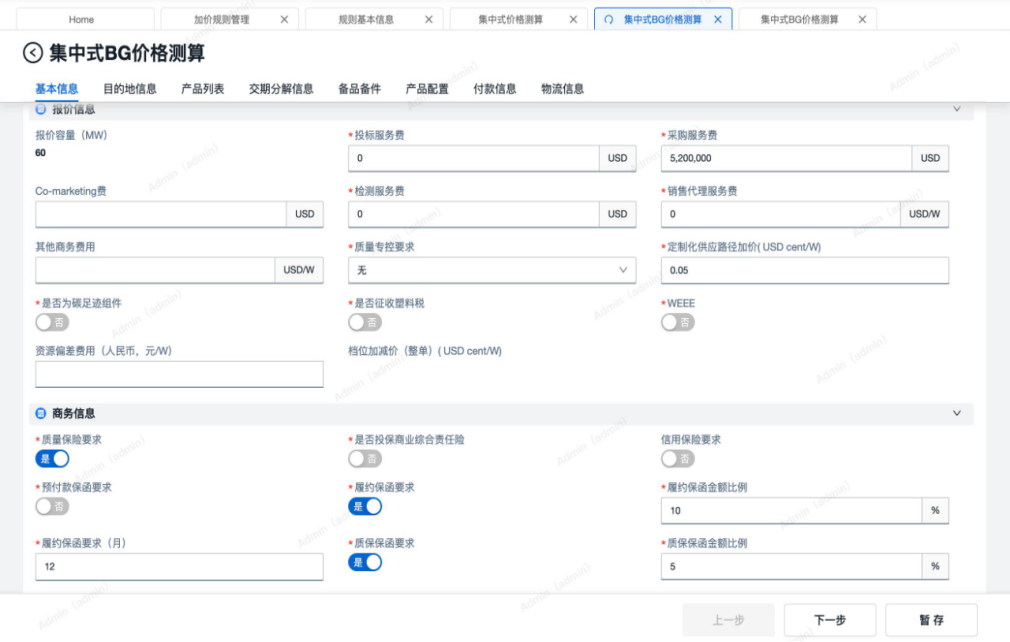 Home 加价规则管理 规则基本信息 集中式价格测算 集中式BG价格测算 集中式BG价格测算
集中式BG价格测算
基本信息 目的地信息 产品列表 交期分解信息 备品备件 产品配置 付款信息 物流信息
报价信息
报价容量（MW） *投标服务费 *采购服务费
60 0 USD 5,200,000 USD
Co-marketing费 *检测服务费 *销售代理服务费
USD 0 USD 0 USD/W
其他商务费用 *质量专控要求 *定制化供应路径加价( USD cent/W)
USD/W 无 0.05
*是否为碳足迹组件 *是否征收塑料税 *WEEE
否 否 否
资源偏差费用（人民币，元/W） 档位加减价（整单）( USD cent/W)
商务信息
*质量保险要求 *是否投保商业综合责任险 信用保险要求
是 否 否
*预付款保函要求 *履约保函要求 *履约保函金额比例
否 是 10 %
*履约保函要求（月） *质保保函要求 *质保保函金额比例
12 是 5 %
上一步 下一步 暂存
Admin (admin)